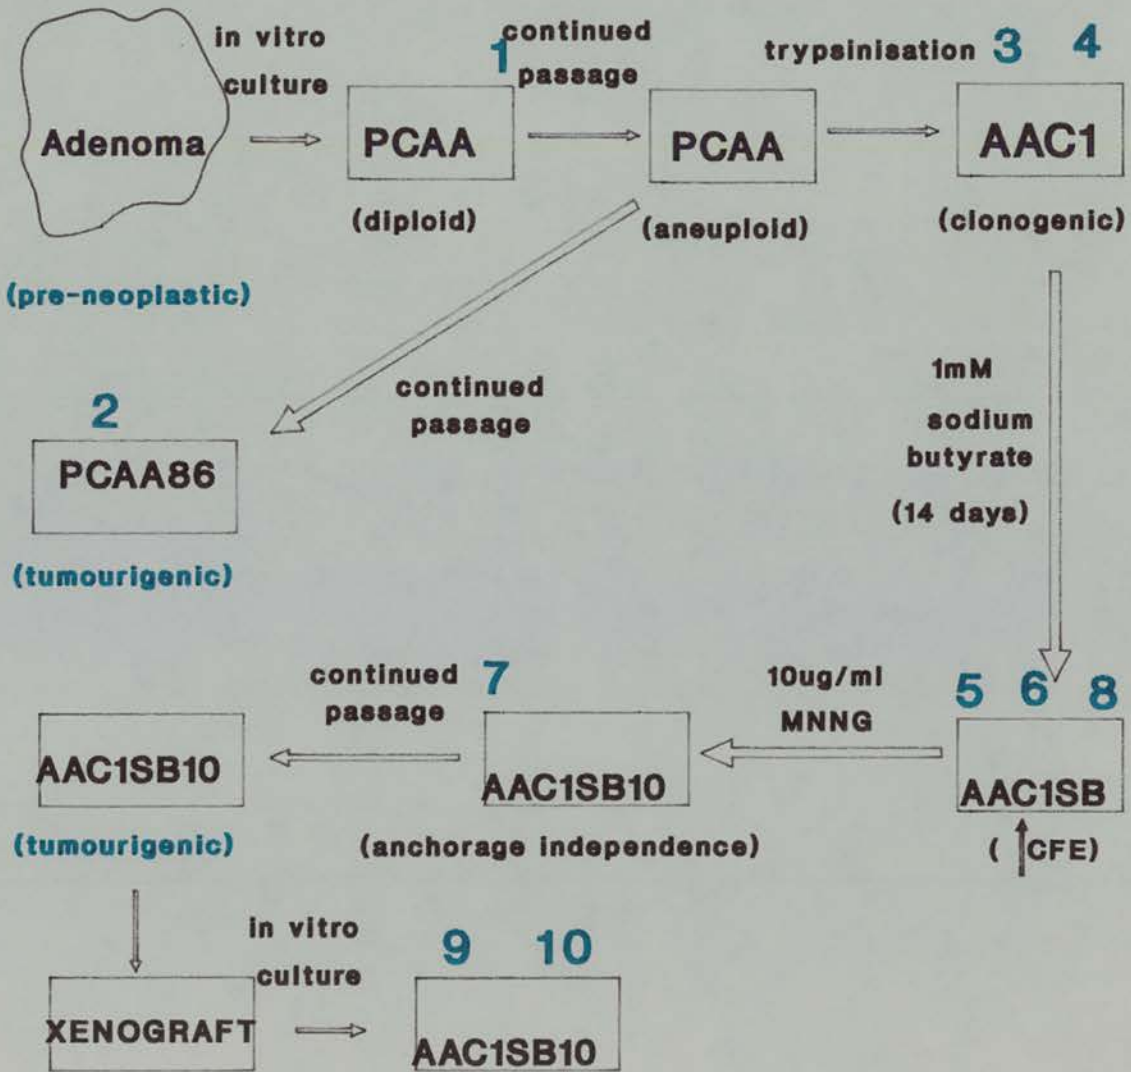 in vitro
culture
1
continued
passage
trypsinisation
3 4
Adenoma
PCAA
PCAA
AAC1
(diploid)
(aneuploid)
(clonogenic)
(pre-neoplastic)
continued
passage
1mM
sodium
butyrate
(14 days)
2
PCAA86
(tumourigenic)
5 6 8
AAC1SB
( CFE)
10ug/ml
MNNG
7
AAC1SB10
(anchorage independence)
continued
passage
AAC1SB10
(tumourigenic)
XENOGRAFT
in vitro
culture
9 10
AAC1SB10